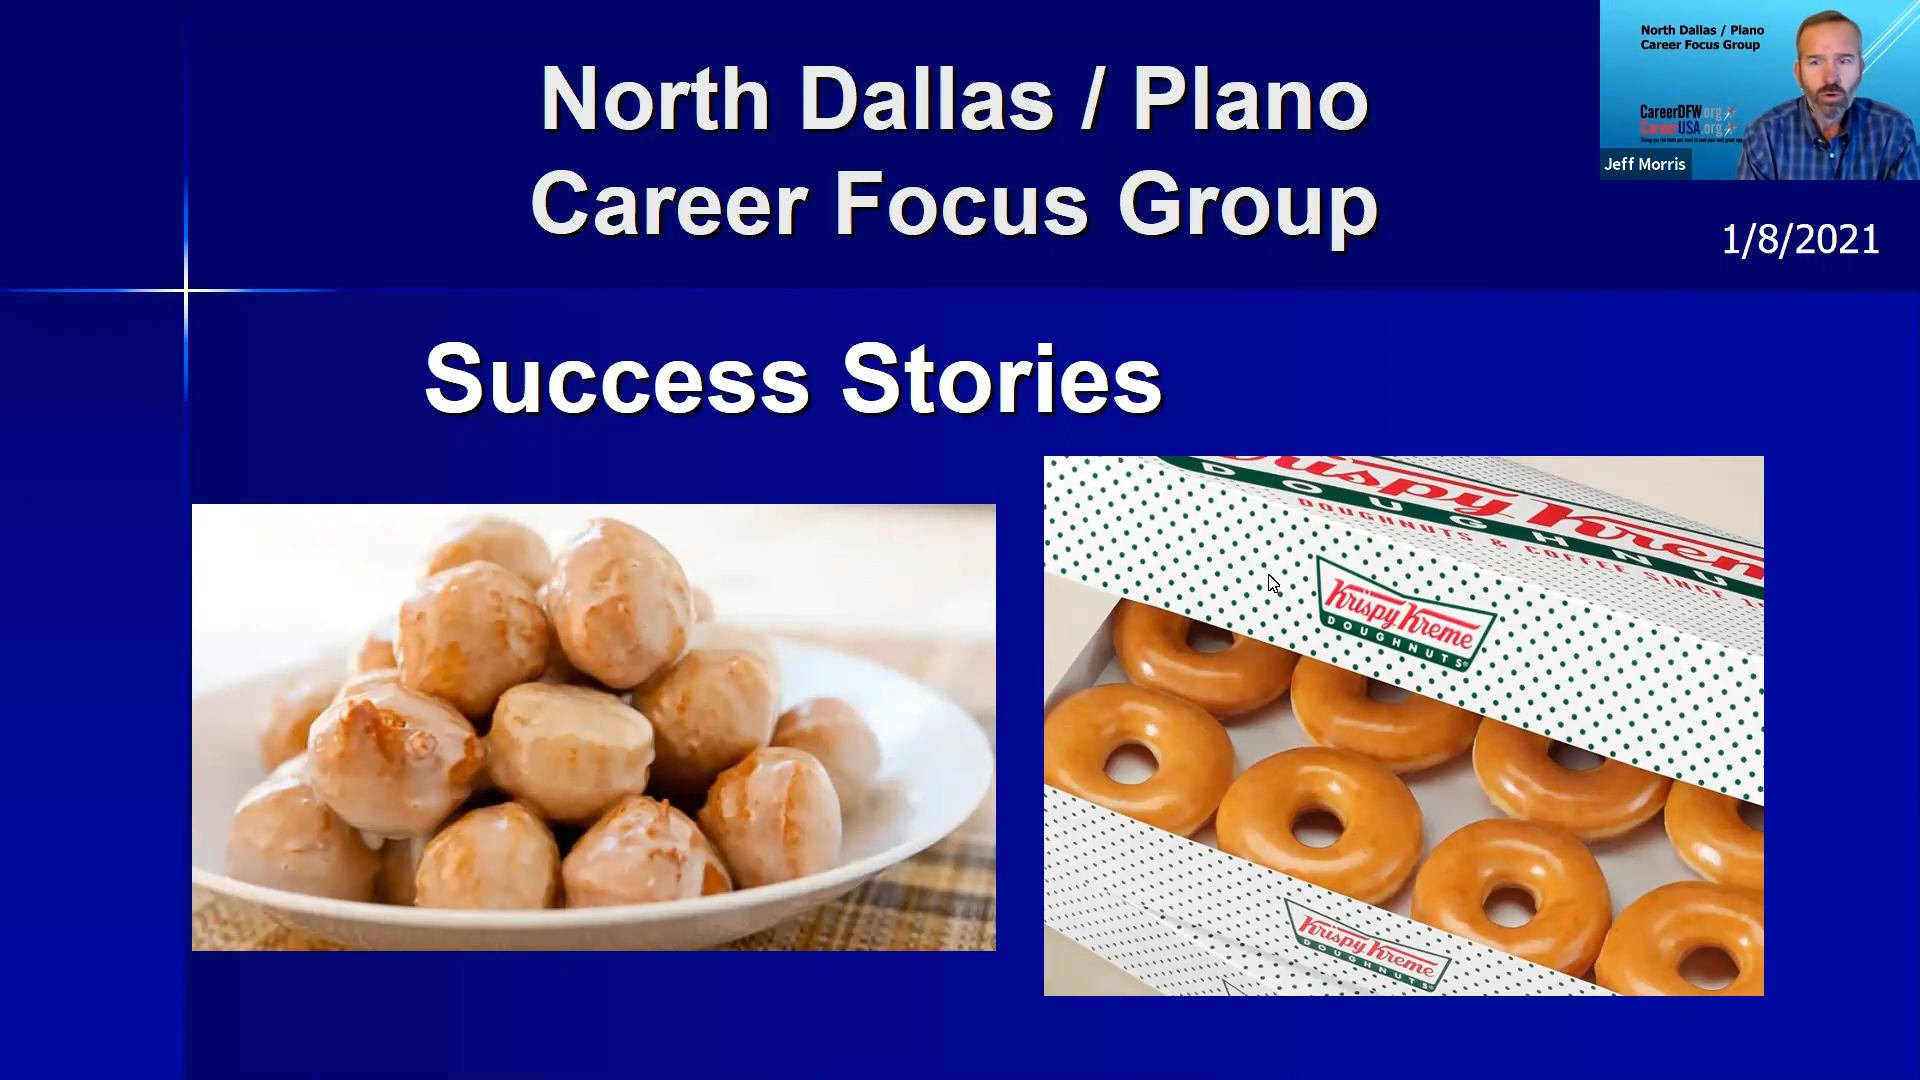 North Dallas / Plano
Career Focus Group
North Dallas / Plano
Career Focus Group
CareerDFW.org
CareerUSA.org
Jeff Morris
1/8/2021
Success Stories
Krispy Kreme
DOUGHNUTS
DOUGHNUTS & COFFEE SINCE
Krispy Kreme
DOUGHNUTS
Krispy Kreme
DOUGHNUTS